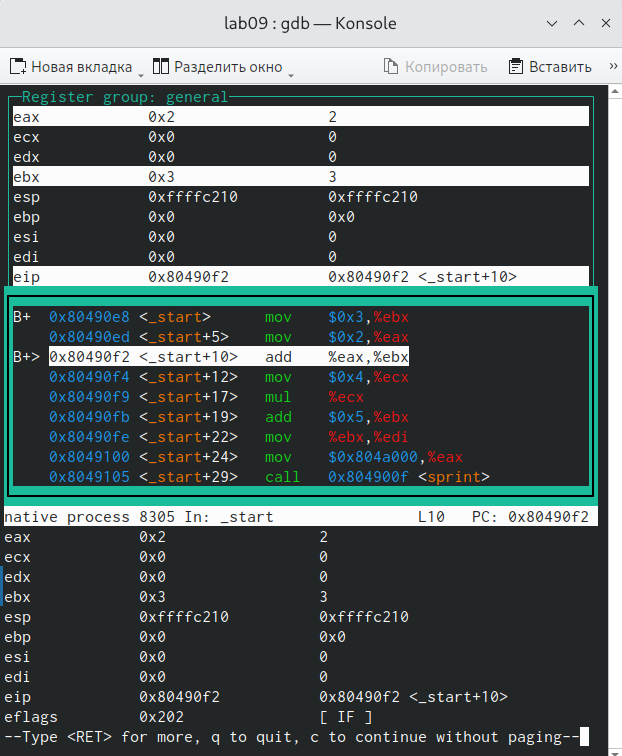 lab09 : gdb — Konsole
Новая вкладка Разделить окно Копировать Вставить »
Register group: general
eax 0x2 2
ecx 0x0 0
edx 0x0 0
ebx 0x3 3
esp 0xffffc210 0xffffc210
ebp 0x0 0x0
esi 0x0 0
edi 0x0 0
eip 0x80490f2 0x80490f2 <_start+10>
B+ 0x80490e8 <_start> mov $0x3,%ebx
0x80490ed <_start+5> mov $0x2,%eax
B+> 0x80490f2 <_start+10> add %eax,%ebx
0x80490f4 <_start+12> mov $0x4,%ecx
0x80490f9 <_start+17> mul %ecx
0x80490fb <_start+19> add $0x5,%ebx
0x80490fe <_start+22> mov %ebx,%edi
0x8049100 <_start+24> mov $0x804a000,%eax
0x8049105 <_start+29> call 0x804900f <sprint>
native process 8305 In: _start L10 PC: 0x80490f2
eax 0x2 2
ecx 0x0 0
edx 0x0 0
ebx 0x3 3
esp 0xffffc210 0xffffc210
ebp 0x0 0x0
esi 0x0 0
edi 0x0 0
eip 0x80490f2 0x80490f2 <_start+10>
eflags 0x202 [ IF ]
--Type <RET> for more, q to quit, c to continue without paging--